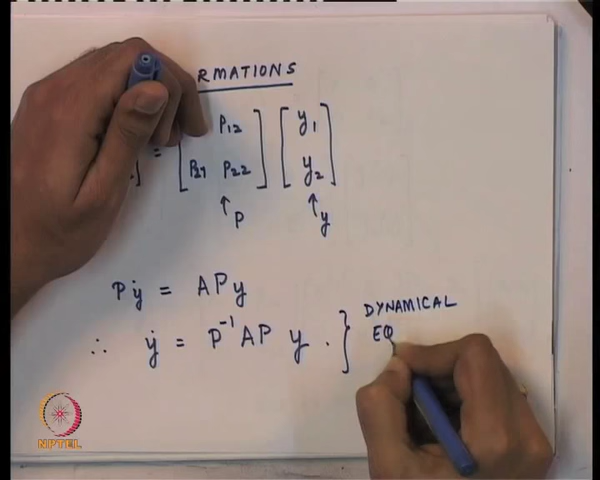 RMATIONS
] = [ P12 ] [ y1 ]
[ P21 P22 ] [ y2 ]
↑ P ↑ y
Pẏ = APy
∴ ẏ = P⁻¹AP y . } DYNAMICAL
EQ
NPTEL